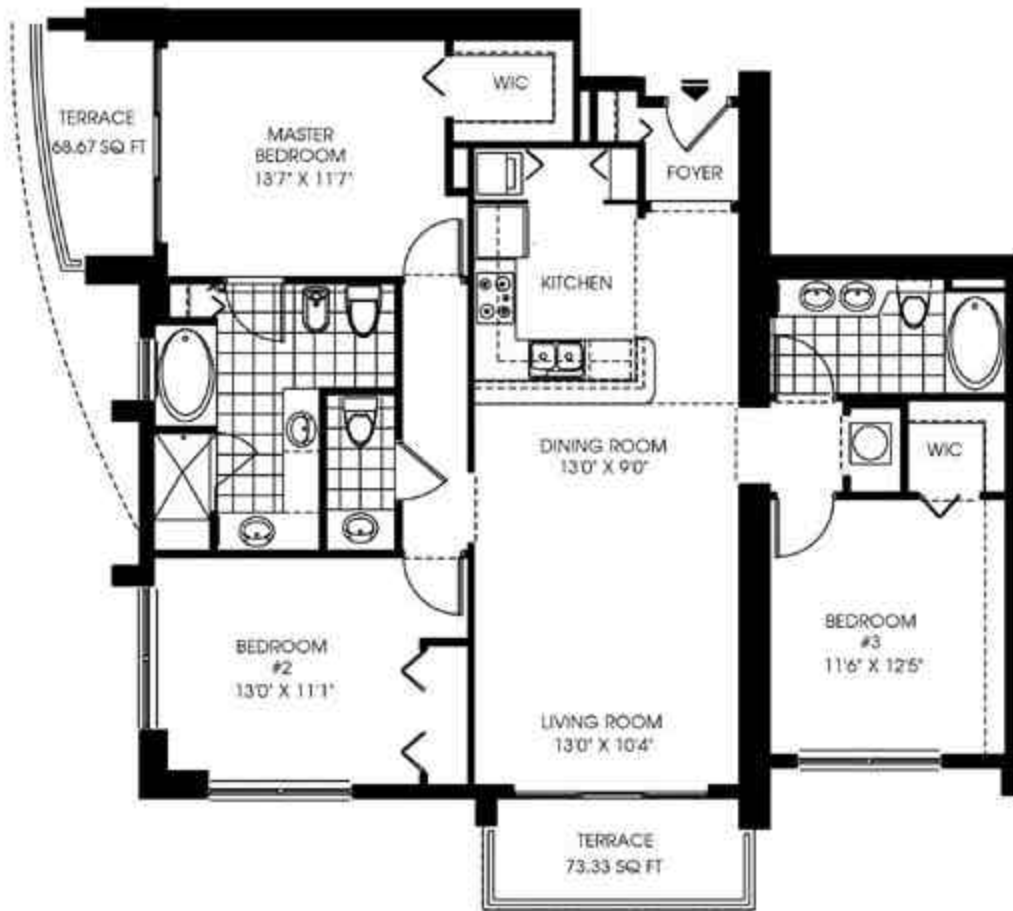 TERRACE
68.67 SQ FT
MASTER
BEDROOM
13'7" X 11'7"
WIC
FOYER
KITCHEN
DINING ROOM
13'0" X 9'0"
WIC
BEDROOM
#2
13'0" X 11'1"
LIVING ROOM
13'0" X 10'4"
BEDROOM
#3
11'6" X 12'5"
TERRACE
73.33 SQ FT